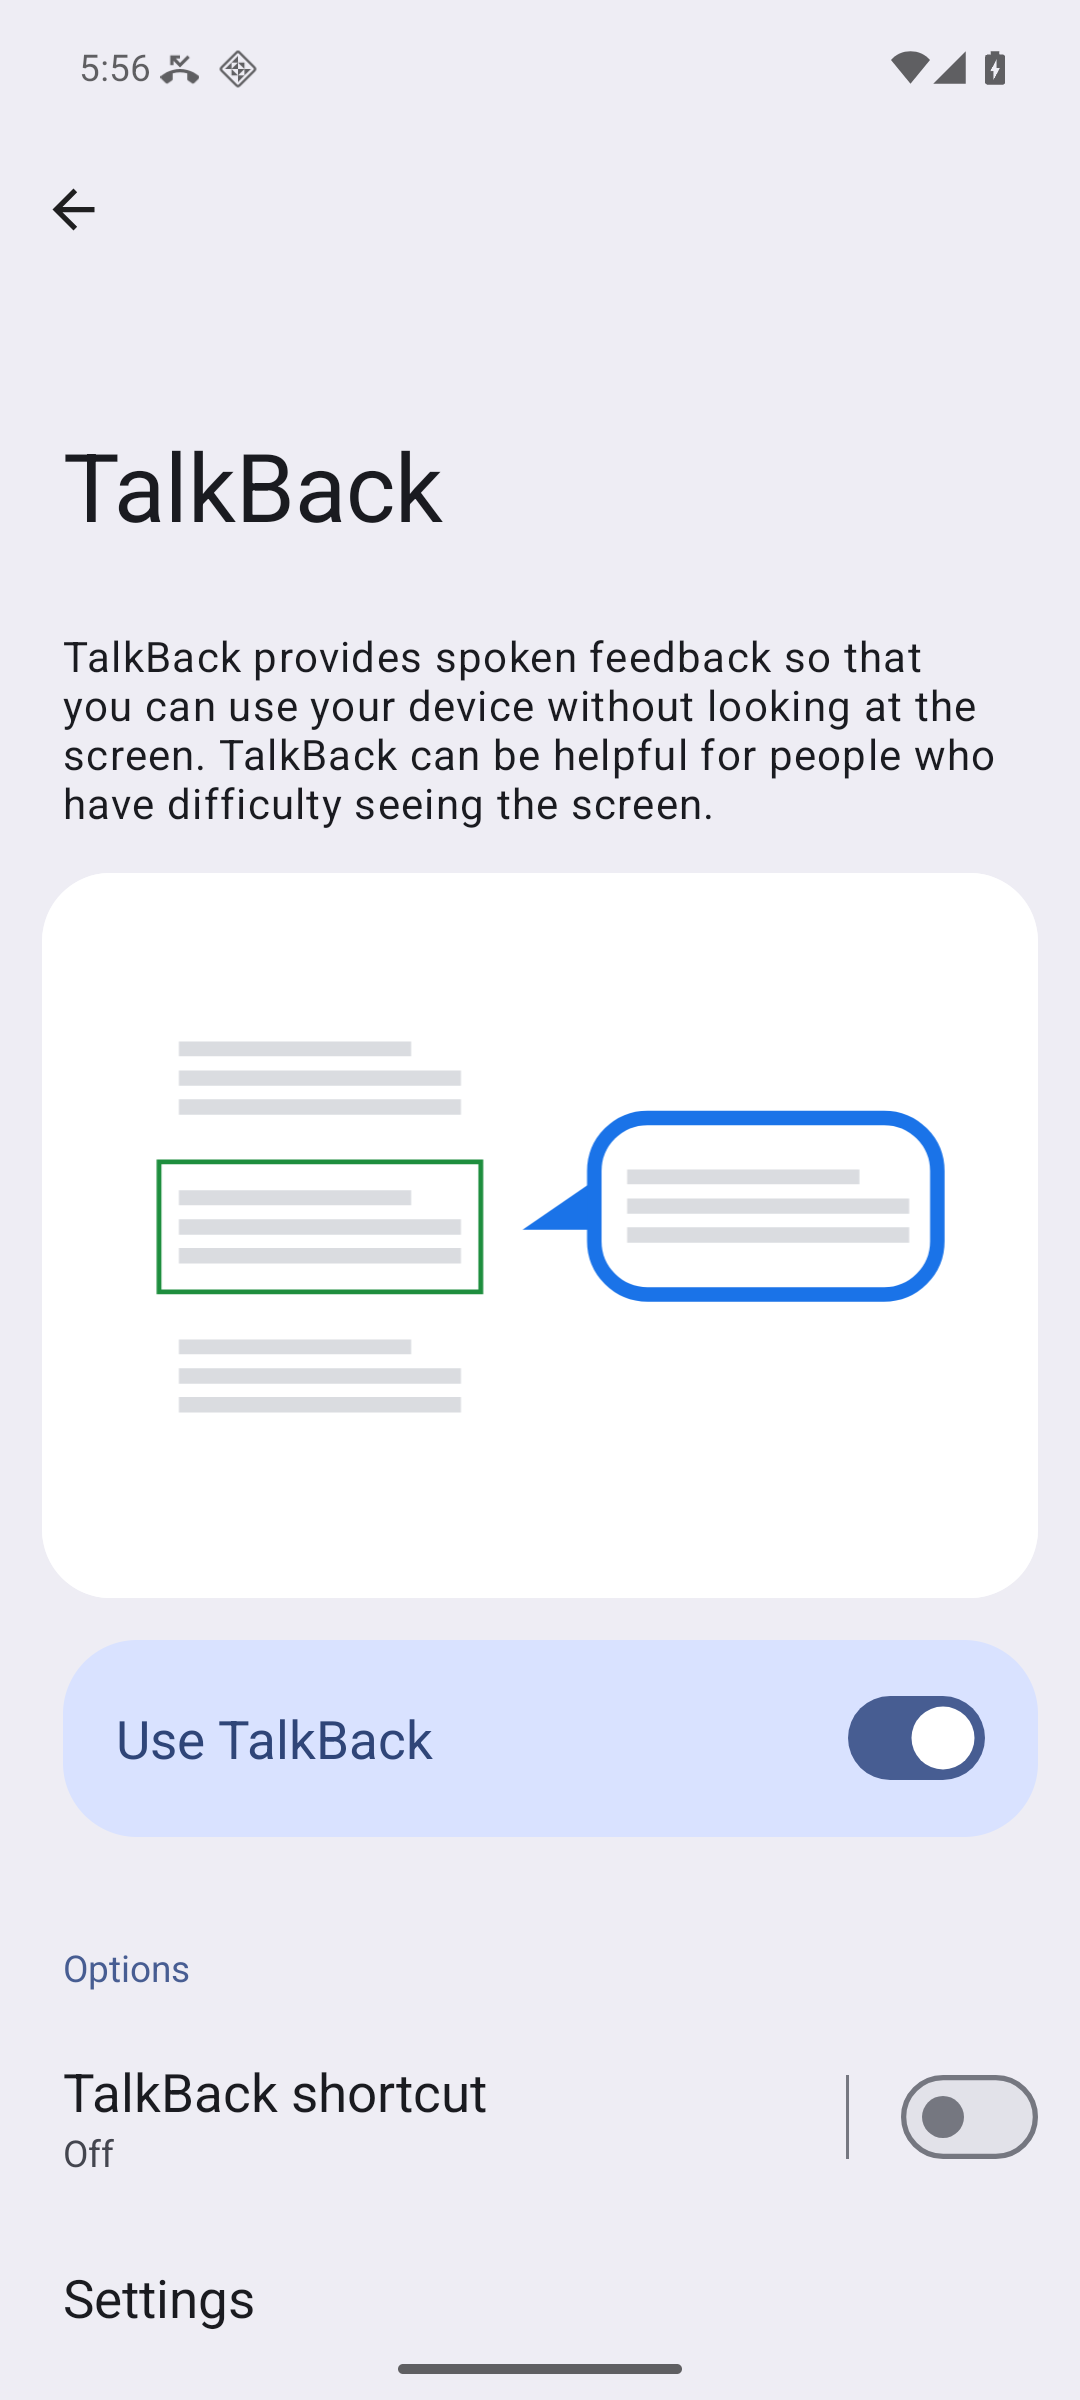 5:56
TalkBack
TalkBack provides spoken feedback so that
you can use your device without looking at the
screen. TalkBack can be helpful for people who
have difficulty seeing the screen.
Use TalkBack
Options
TalkBack shortcut
Off
Settings